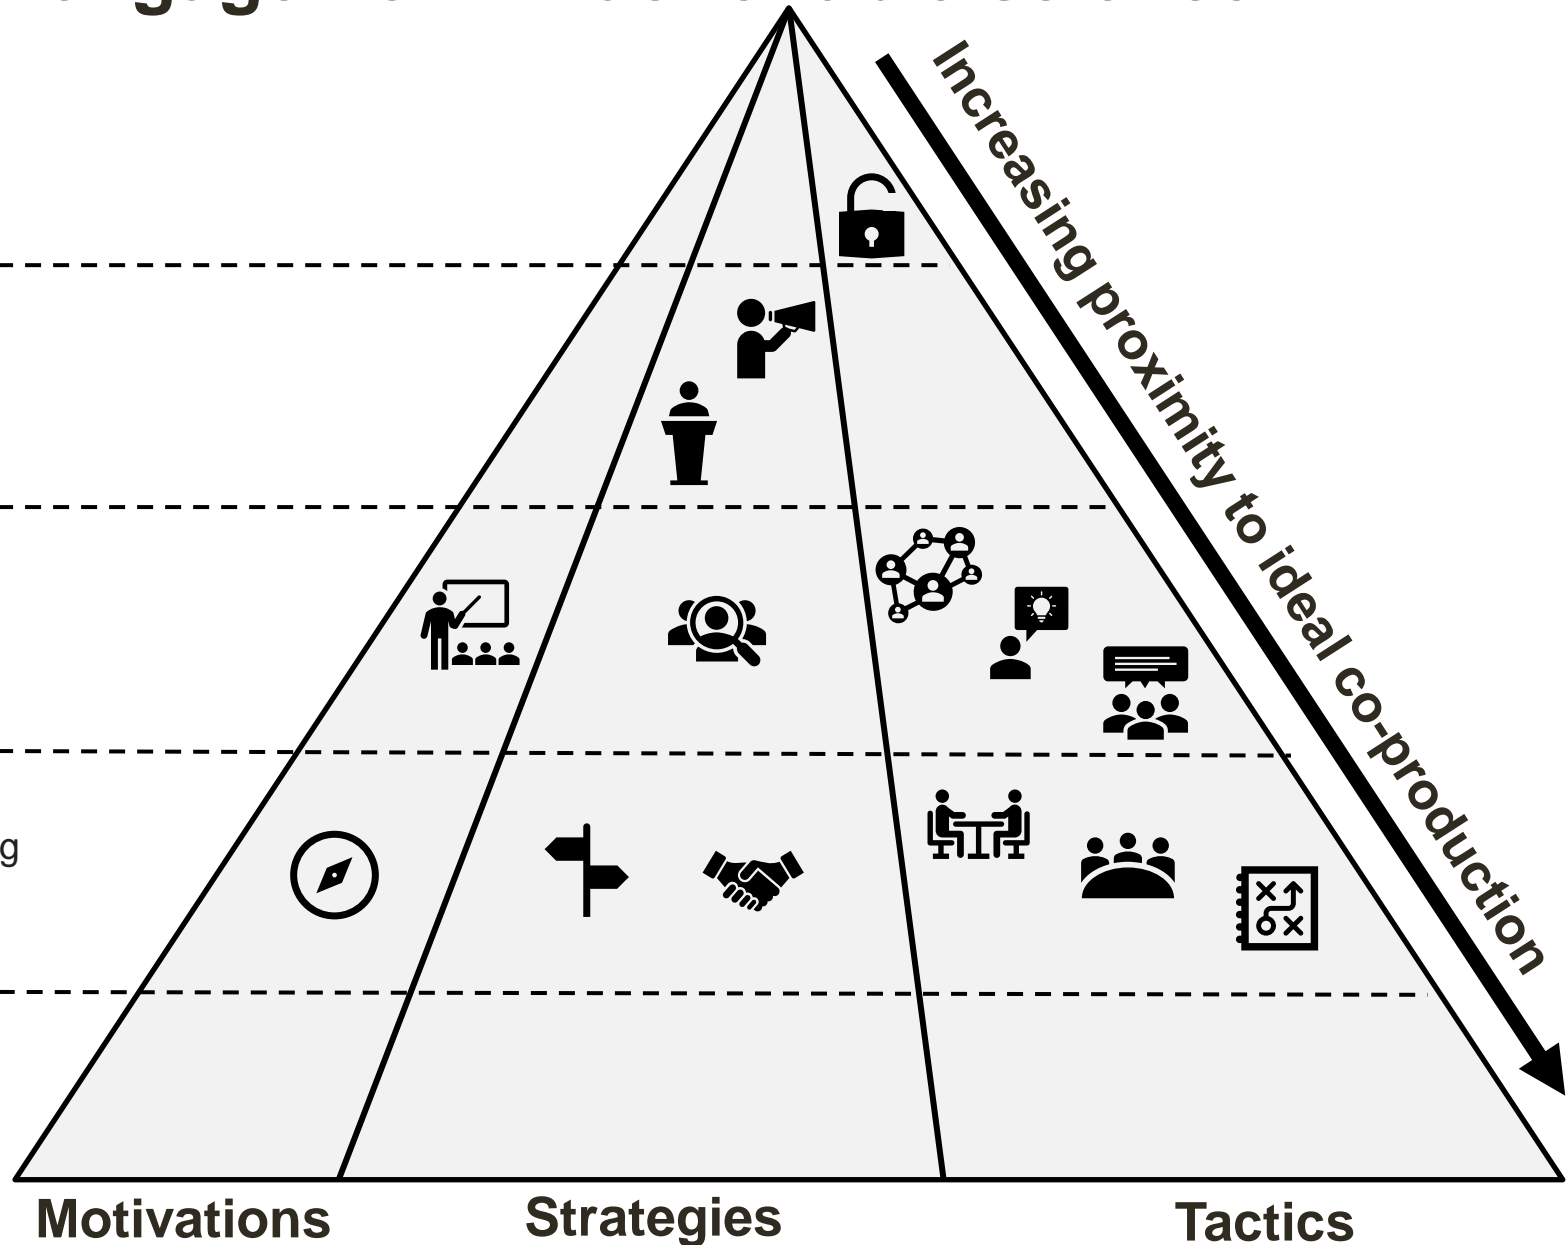 Increasing proximity to ideal co-production
g
Motivations
Strategies
Tactics